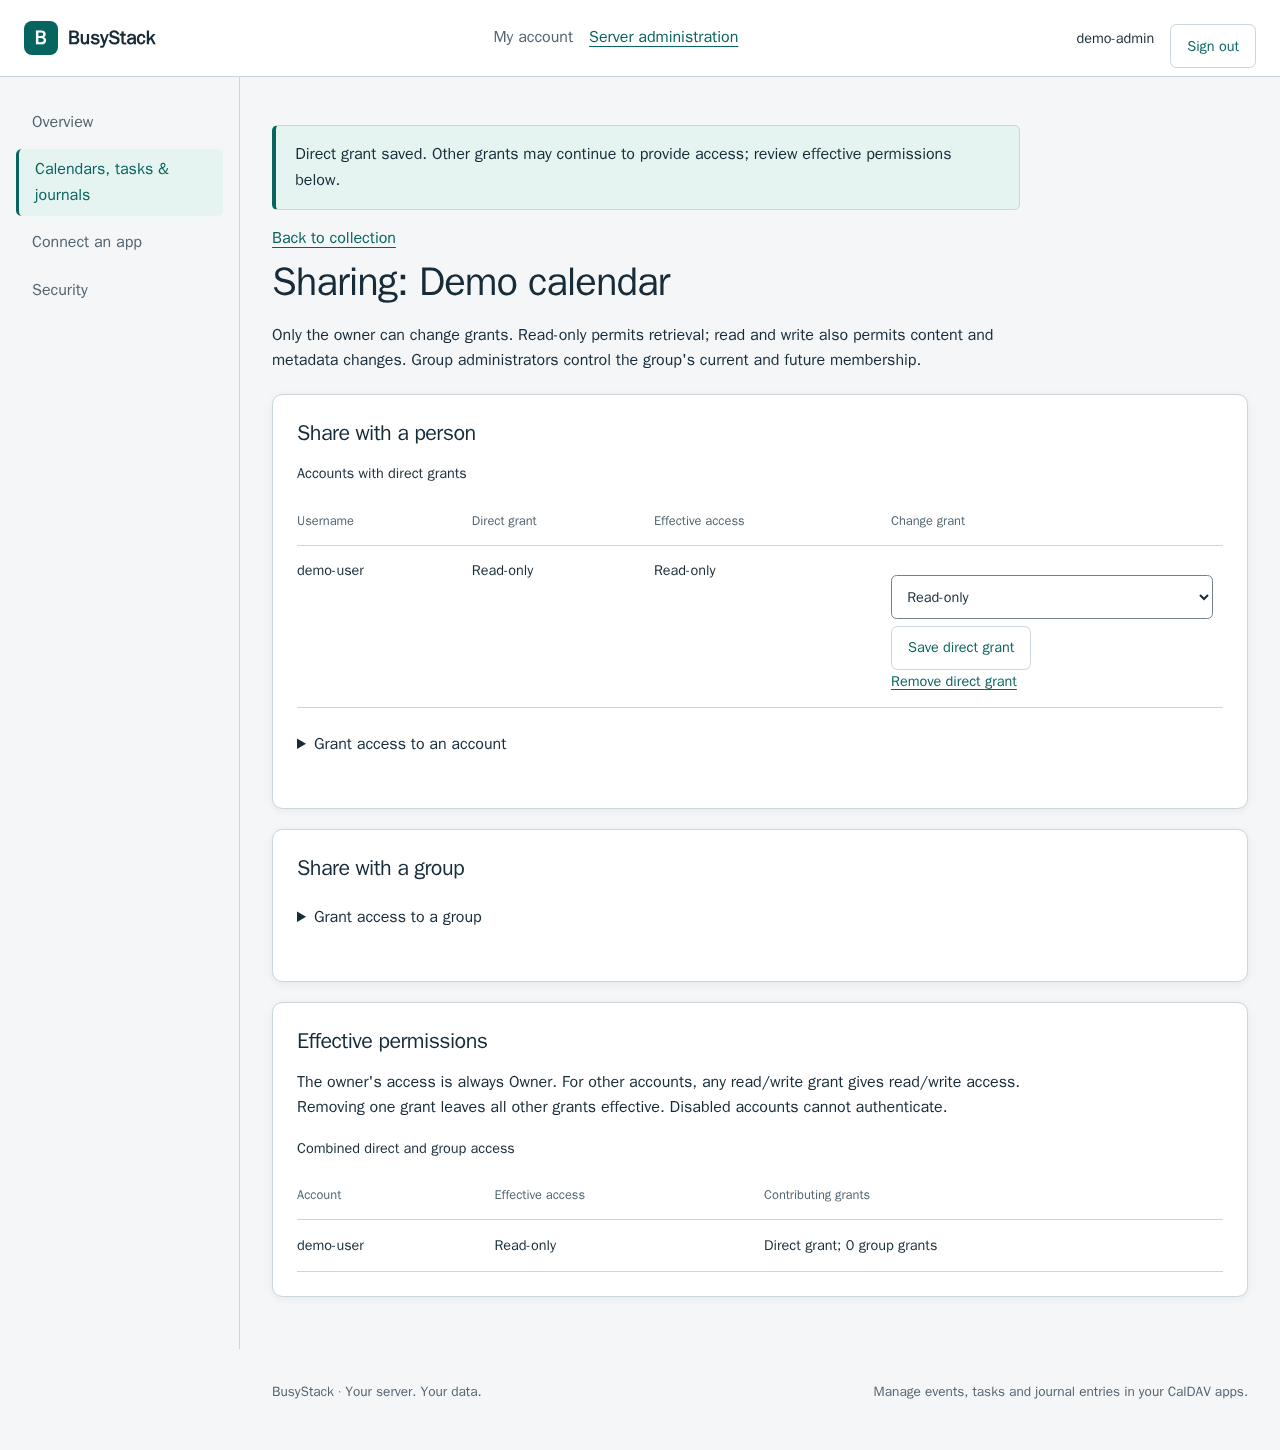 B BusyStack
My account Server administration
demo-admin Sign out
Overview
Calendars, tasks &
journals
Connect an app
Security
Direct grant saved. Other grants may continue to provide access; review effective permissions
below.
Back to collection
Sharing: Demo calendar
Only the owner can change grants. Read-only permits retrieval; read and write also permits content and
metadata changes. Group administrators control the group's current and future membership.
Share with a person
Accounts with direct grants
Username Direct grant Effective access Change grant
demo-user Read-only Read-only
Read-only
Save direct grant
Remove direct grant
Grant access to an account
Share with a group
Grant access to a group
Effective permissions
The owner's access is always Owner. For other accounts, any read/write grant gives read/write access.
Removing one grant leaves all other grants effective. Disabled accounts cannot authenticate.
Combined direct and group access
Account Effective access Contributing grants
demo-user Read-only Direct grant; 0 group grants
BusyStack · Your server. Your data.
Manage events, tasks and journal entries in your CalDAV apps.